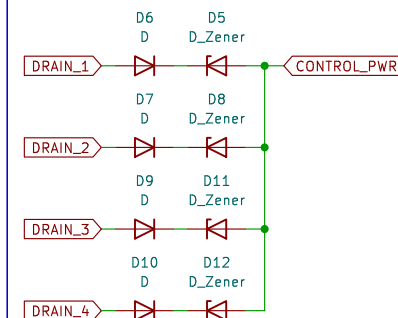 D6 D5
D D_Zener
DRAIN_1 CONTROL_PWR
D7 D8
D D_Zener
DRAIN_2
D9 D11
D D_Zener
DRAIN_3
D10 D12
D D_Zener
DRAIN_4